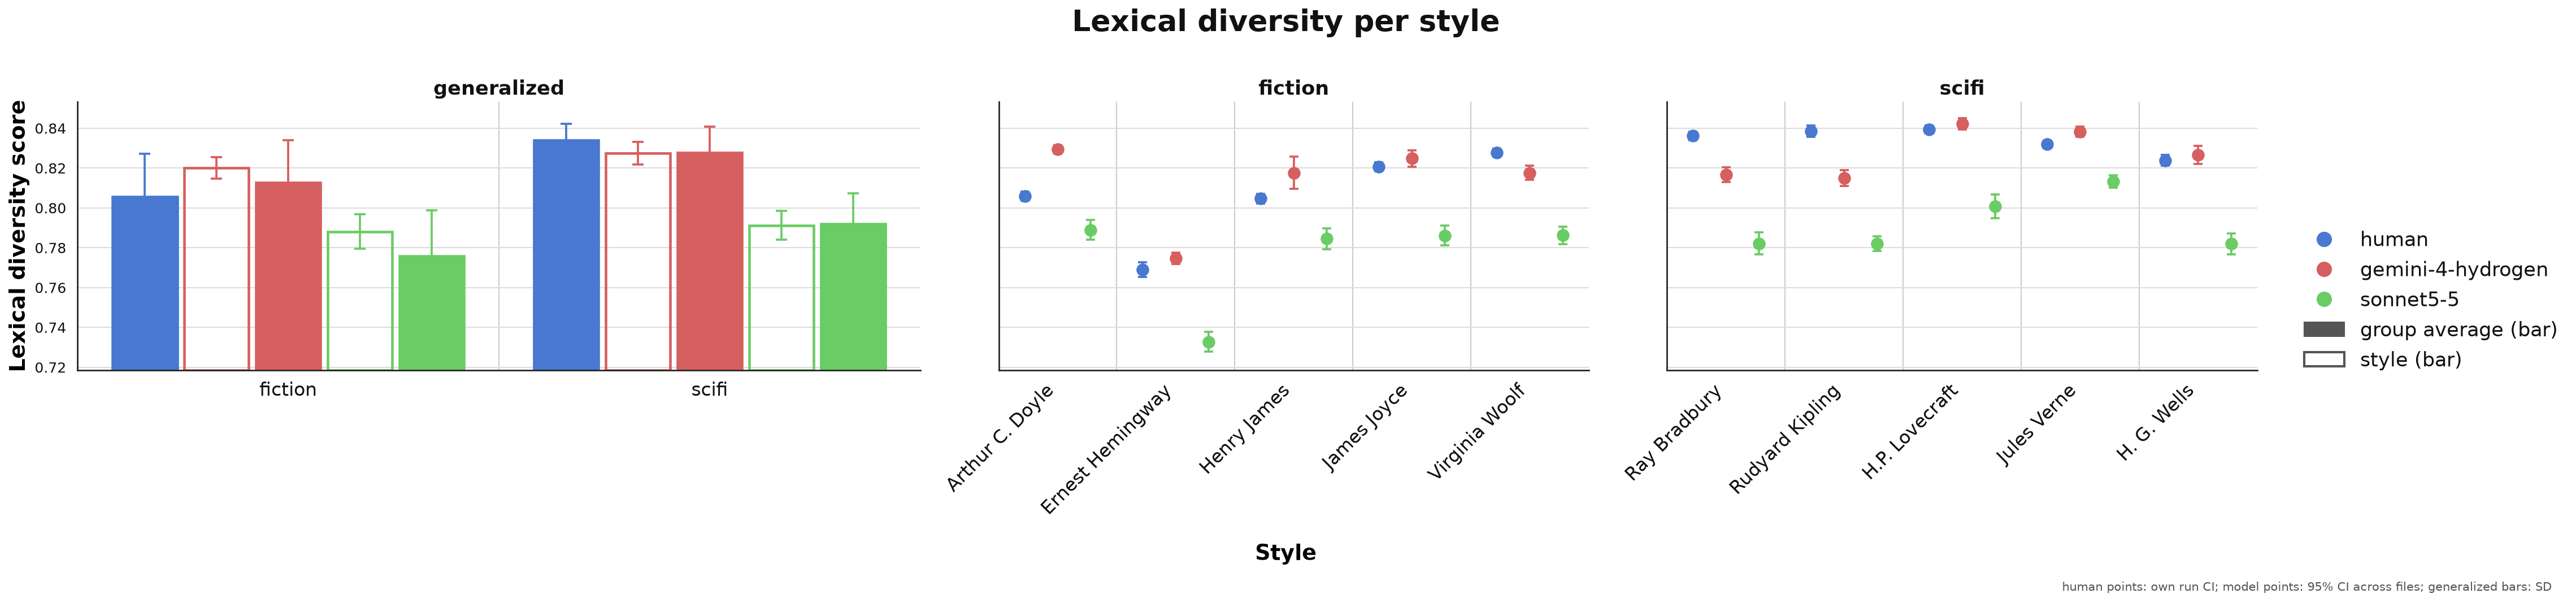 Lexical diversity per style
generalized
fiction
scifi
Lexical diversity score
0.84
0.82
0.80
0.78
0.76
0.74
0.72
fiction
scifi
Arthur C. Doyle
Ernest Hemingway
Henry James
James Joyce
Virginia Woolf
Ray Bradbury
Rudyard Kipling
H.P. Lovecraft
Jules Verne
H. G. Wells
Style
human
gemini-4-hydrogen
sonnet5-5
group average (bar)
style (bar)
human points: own run CI; model points: 95% CI across files; generalized bars: SD